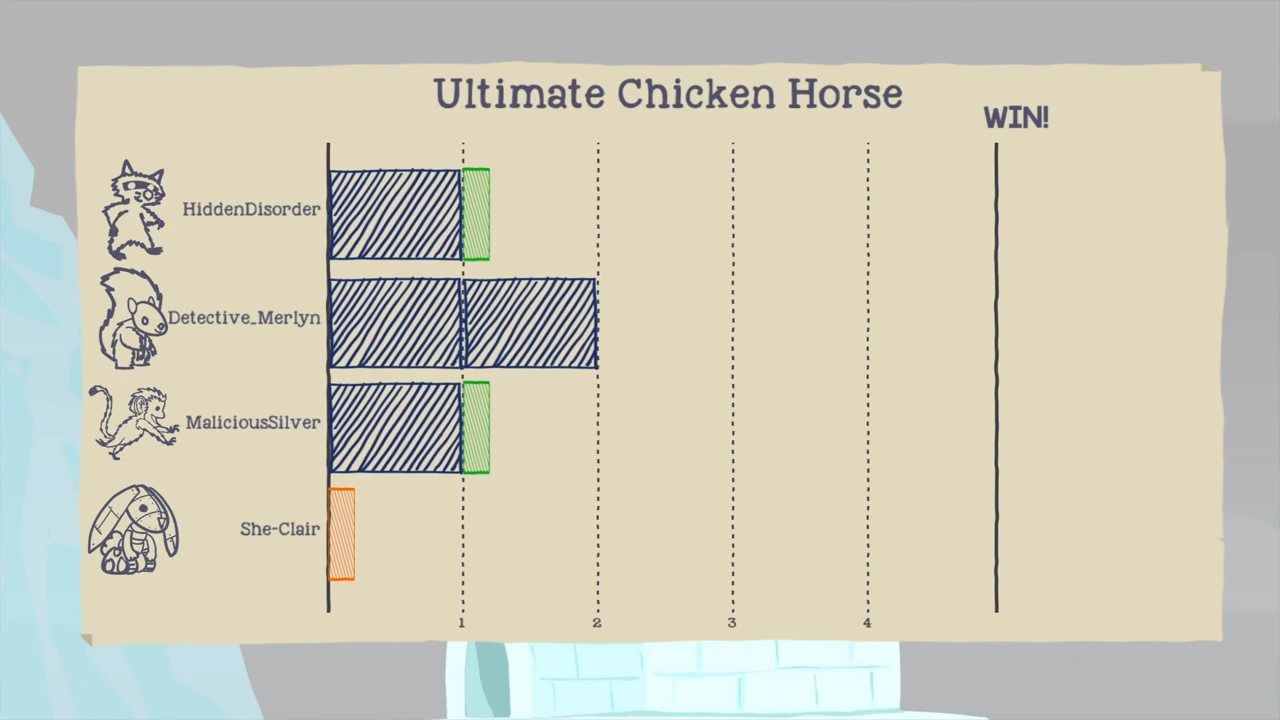 Ultimate Chicken Horse
WIN!
HiddenDisorder
Detective_Merlyn
MaliciousSilver
She-Clair
1 2 3 4